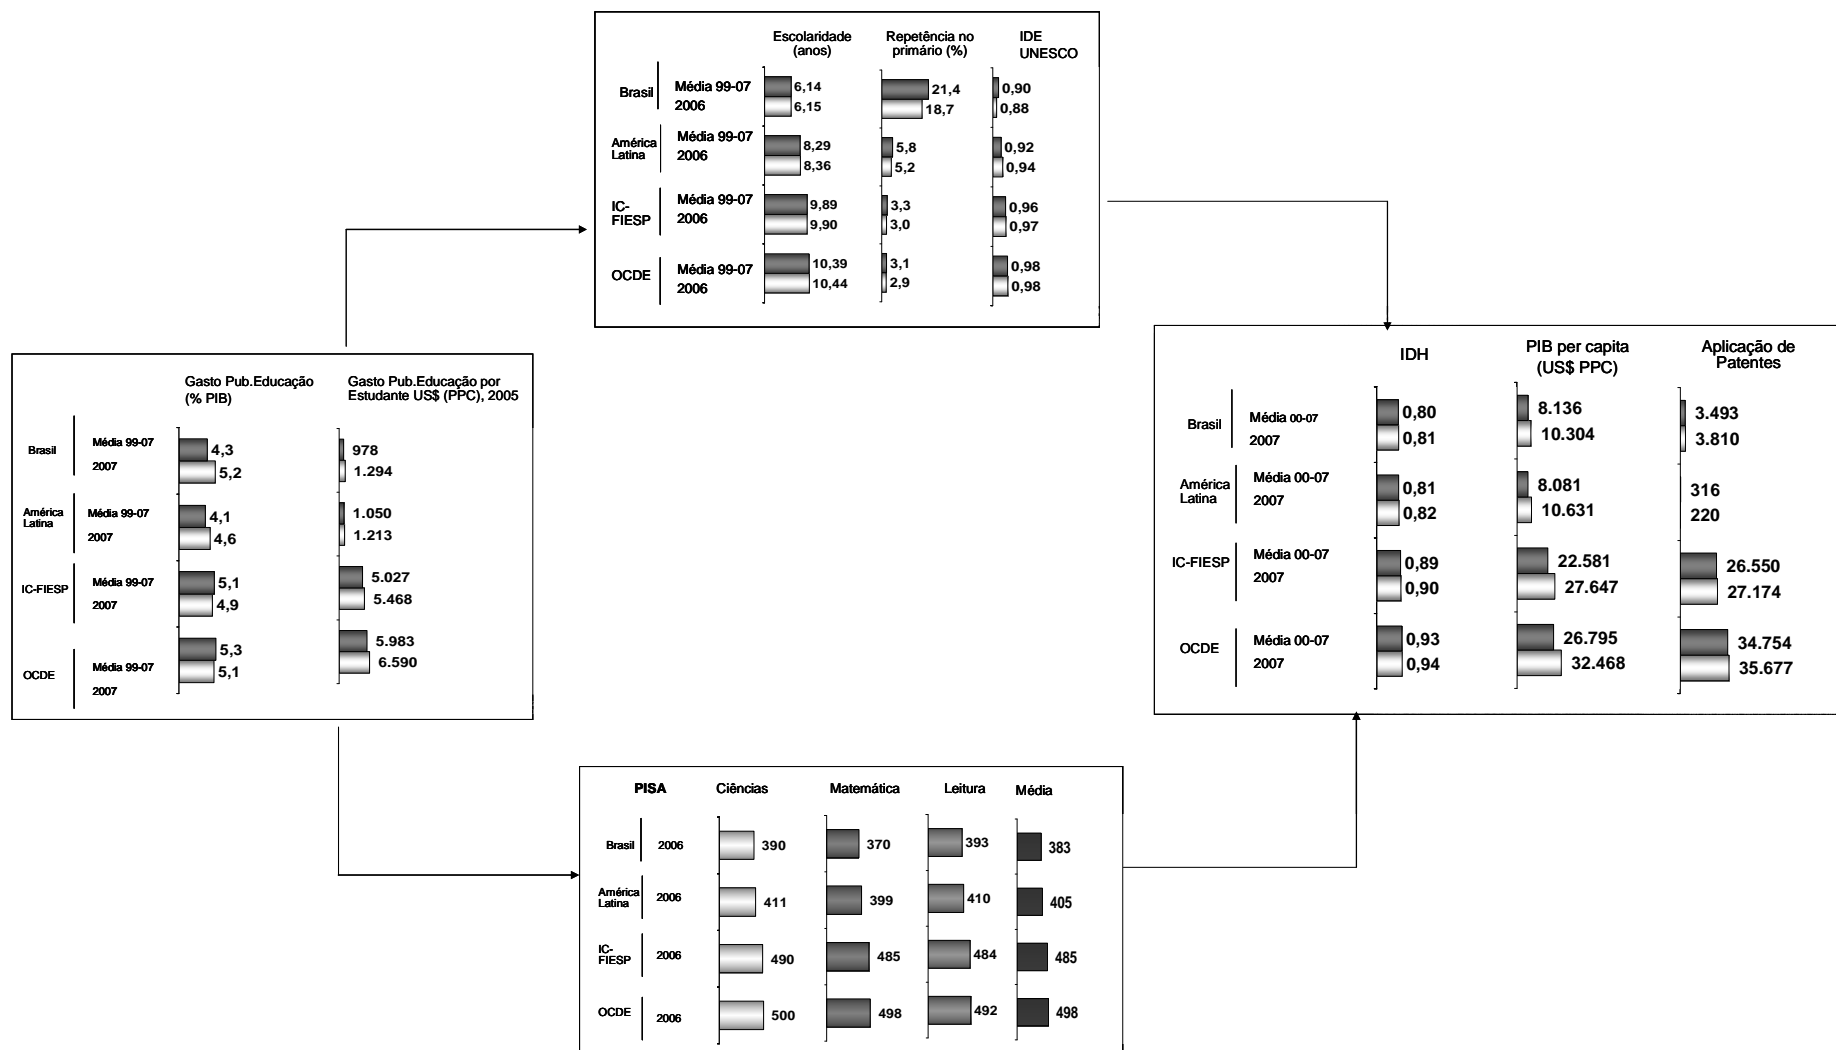 Escolaridade (anos)
Repetência no primário (%)
IDE UNESCO
Brasil
Média 99-07 6,14 21,4 0,90
2006 6,15 18,7 0,88
América Latina
Média 99-07 8,29 5,8 0,92
2006 8,36 5,2 0,94
IC-FIESP
Média 99-07 9,89 3,3 0,96
2006 9,90 3,0 0,97
OCDE
Média 99-07 10,39 3,1 0,98
2006 10,44 2,9 0,98
Gasto Pub.Educação (% PIB)
Gasto Pub.Educação por Estudante US$ (PPC), 2005
Brasil
Média 99-07 4,3 978
2007 5,2 1.294
América Latina
Média 99-07 4,1 1.050
2007 4,6 1.213
IC-FIESP
Média 99-07 5,1 5.027
2007 4,9 5.468
OCDE
Média 99-07 5,3 5.983
2007 5,1 6.590
IDH
PIB per capita (US$ PPC)
Aplicação de Patentes
Brasil
Média 00-07 0,80 8.136 3.493
2007 0,81 10.304 3.810
América Latina
Média 00-07 0,81 8.081 316
2007 0,82 10.631 220
IC-FIESP
Média 00-07 0,89 22.581 26.550
2007 0,90 27.647 27.174
OCDE
Média 00-07 0,93 26.795 34.754
2007 0,94 32.468 35.677
PISA Ciências Matemática Leitura Média
Brasil 2006 390 370 393 383
América Latina 2006 411 399 410 405
IC-FIESP 2006 490 485 484 485
OCDE 2006 500 498 492 498